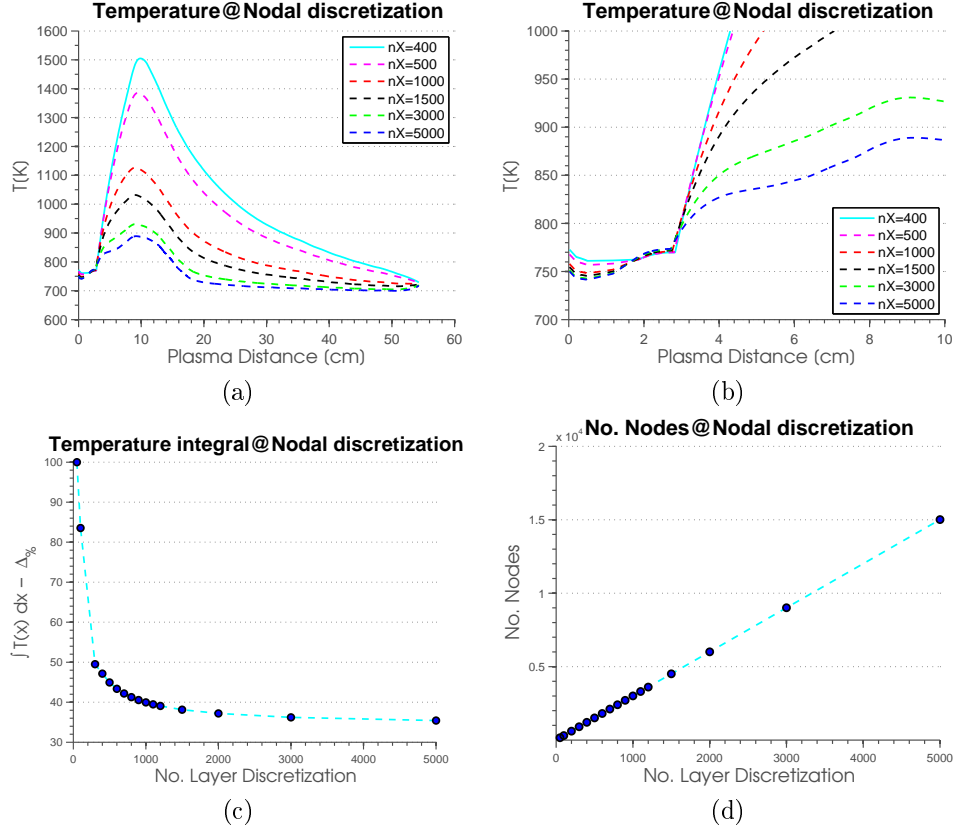 Temperature@Nodal discretization
1600
1500
1400
1300
1200
1100
1000
900
800
700
600
T(K)
nX=400
nX=500
nX=1000
nX=1500
nX=3000
nX=5000
0 10 20 30 40 50 60
Plasma Distance (cm)
(a)
Temperature@Nodal discretization
1000
950
900
850
800
750
700
T(K)
nX=400
nX=500
nX=1000
nX=1500
nX=3000
nX=5000
0 2 4 6 8 10
Plasma Distance (cm)
(b)
Temperature integral@Nodal discretization
100
90
80
70
60
50
40
30
∫ T(x) dx − Δ%
0 1000 2000 3000 4000 5000
No. Layer Discretization
(c)
No. Nodes@Nodal discretization
x 10^4
2
1.5
1
0.5
No. Nodes
0 1000 2000 3000 4000 5000
No. Layer Discretization
(d)